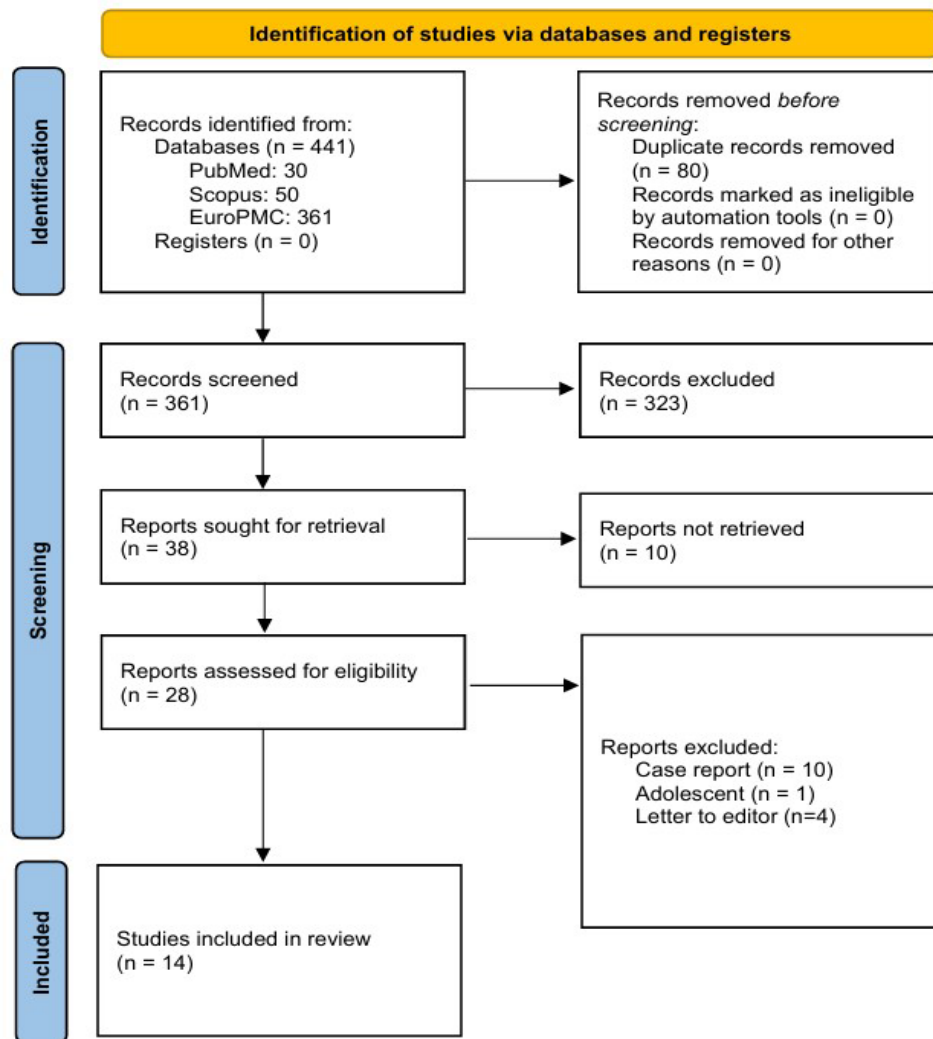 Identification of studies via databases and registers
Identification
Records identified from:
Databases (n = 441)
PubMed: 30
Scopus: 50
EuroPMC: 361
Registers (n = 0)
Records removed before
screening:
Duplicate records removed
(n = 80)
Records marked as ineligible
by automation tools (n = 0)
Records removed for other
reasons (n = 0)
Screening
Records screened
(n = 361)
Records excluded
(n = 323)
Reports sought for retrieval
(n = 38)
Reports not retrieved
(n = 10)
Reports assessed for eligibility
(n = 28)
Reports excluded:
Case report (n = 10)
Adolescent (n = 1)
Letter to editor (n=4)
Included
Studies included in review
(n = 14)